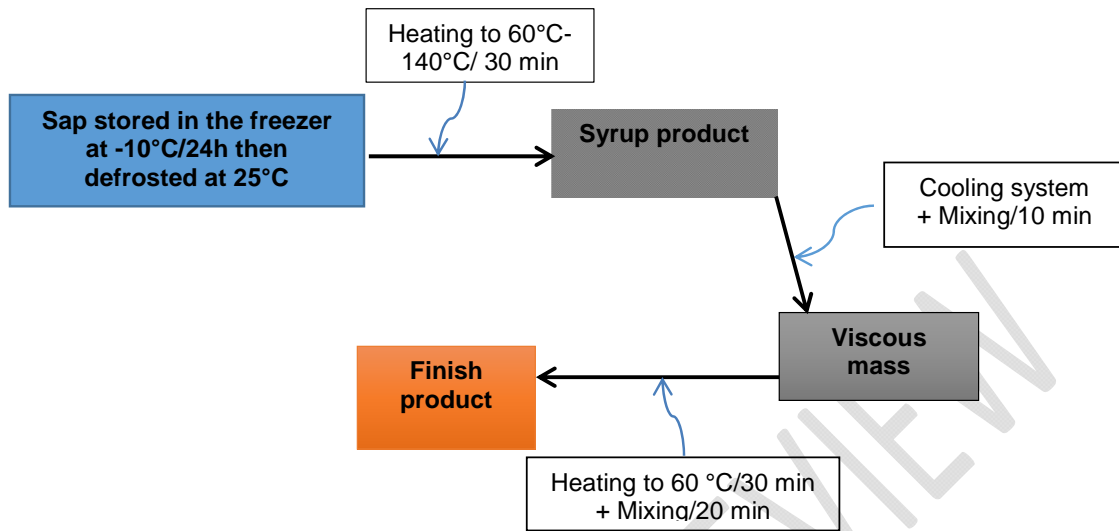 Heating to 60°C-
140°C/ 30 min
Sap stored in the freezer
at -10°C/24h then
defrosted at 25°C
Syrup product
Cooling system
+ Mixing/10 min
Viscous
mass
Finish
product
Heating to 60 °C/30 min
+ Mixing/20 min
VIEW